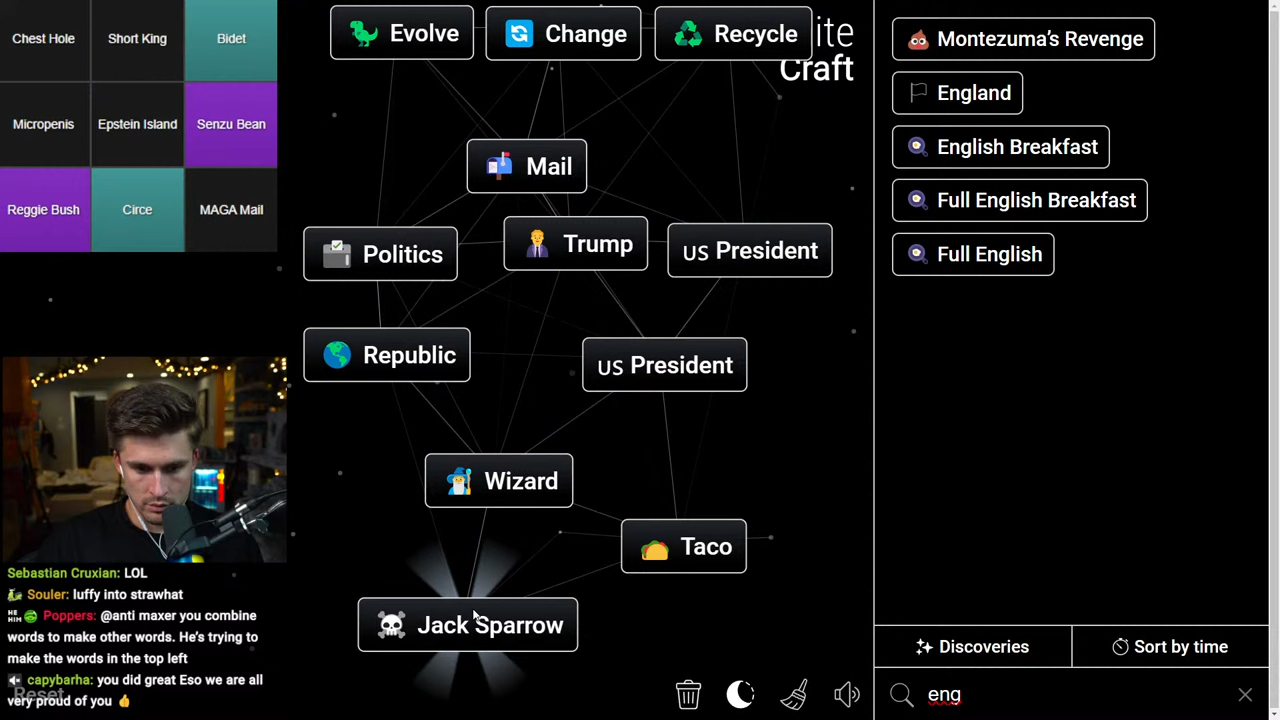 Chest Hole
Short King
Bidet
Micropenis
Epstein Island
Senzu Bean
Reggie Bush
Circe
MAGA Mail
Evolve
Change
Recycle
ite
Craft
Mail
Politics
Trump
US President
Republic
US President
Wizard
Taco
Jack Sparrow
Montezuma's Revenge
England
English Breakfast
Full English Breakfast
Full English
Discoveries
Sort by time
eng
Sebastian Cruxian: LOL
Souler: luffy into strawhat
HE HIM Poppers: @anti maxer you combine
words to make other words. He's trying to
make the words in the top left
capybarha: you did great Eso we are all
very proud of you
Reset